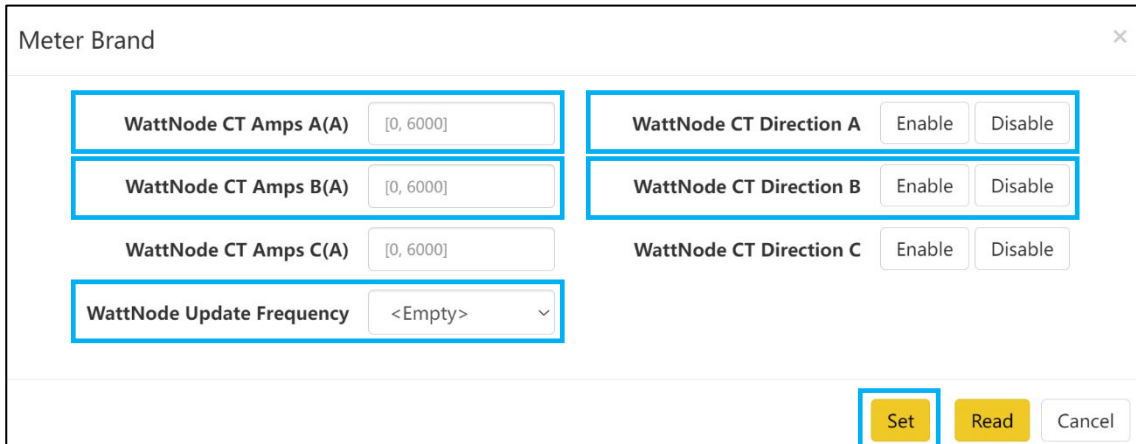 Meter Brand ×
WattNode CT Amps A(A) [0, 6000] WattNode CT Direction A Enable Disable
WattNode CT Amps B(A) [0, 6000] WattNode CT Direction B Enable Disable
WattNode CT Amps C(A) [0, 6000] WattNode CT Direction C Enable Disable
WattNode Update Frequency <Empty>
Set Read Cancel